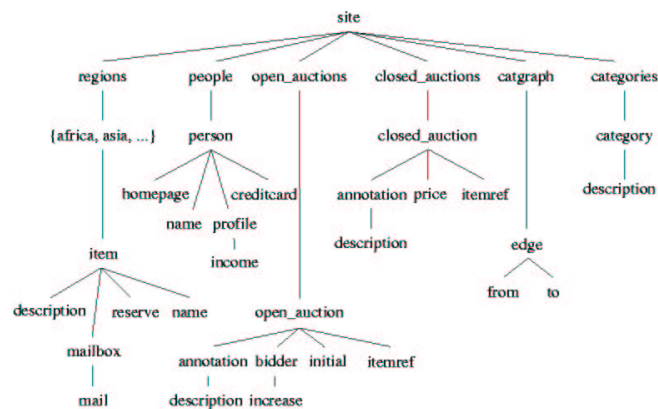 site
regions people open_auctions closed_auctions catgraph categories
{africa, asia, ...} person closed_auction category
homepage creditcard annotation price itemref description
name profile
item income description edge
description reserve name open_auction from to
mailbox annotation bidder initial itemref
mail description increase